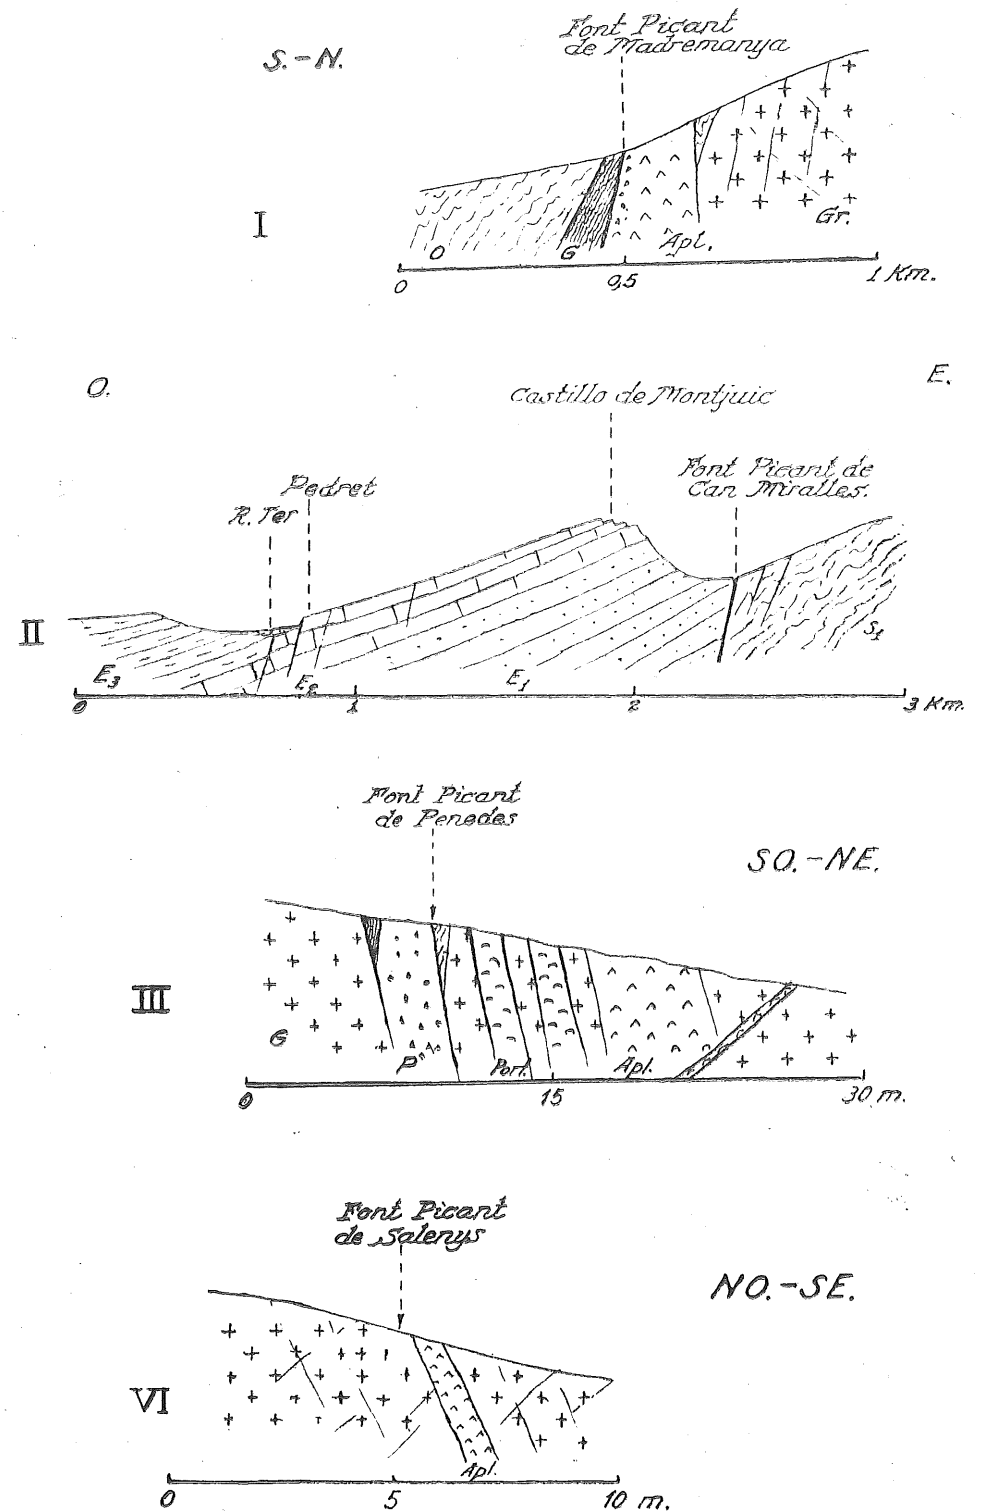 Font Picant
de Madremanya
S.-N.
I
O
G
Apl.
Gr.
0
0,5
1 Km.
O.
E.
Castillo de Montjuic
Font Picant de
Can Miralles.
Pedret
R. Ter
II
E3
E2
E1
S1
0
1
2
3 Km.
Font Picant
de Penedes
SO.-NE.
III
G
P
Porf.
Apl.
0
15
30 m.
Font Picant
de Salenys
NO.-SE.
VI
Apl.
0
5
10 m.